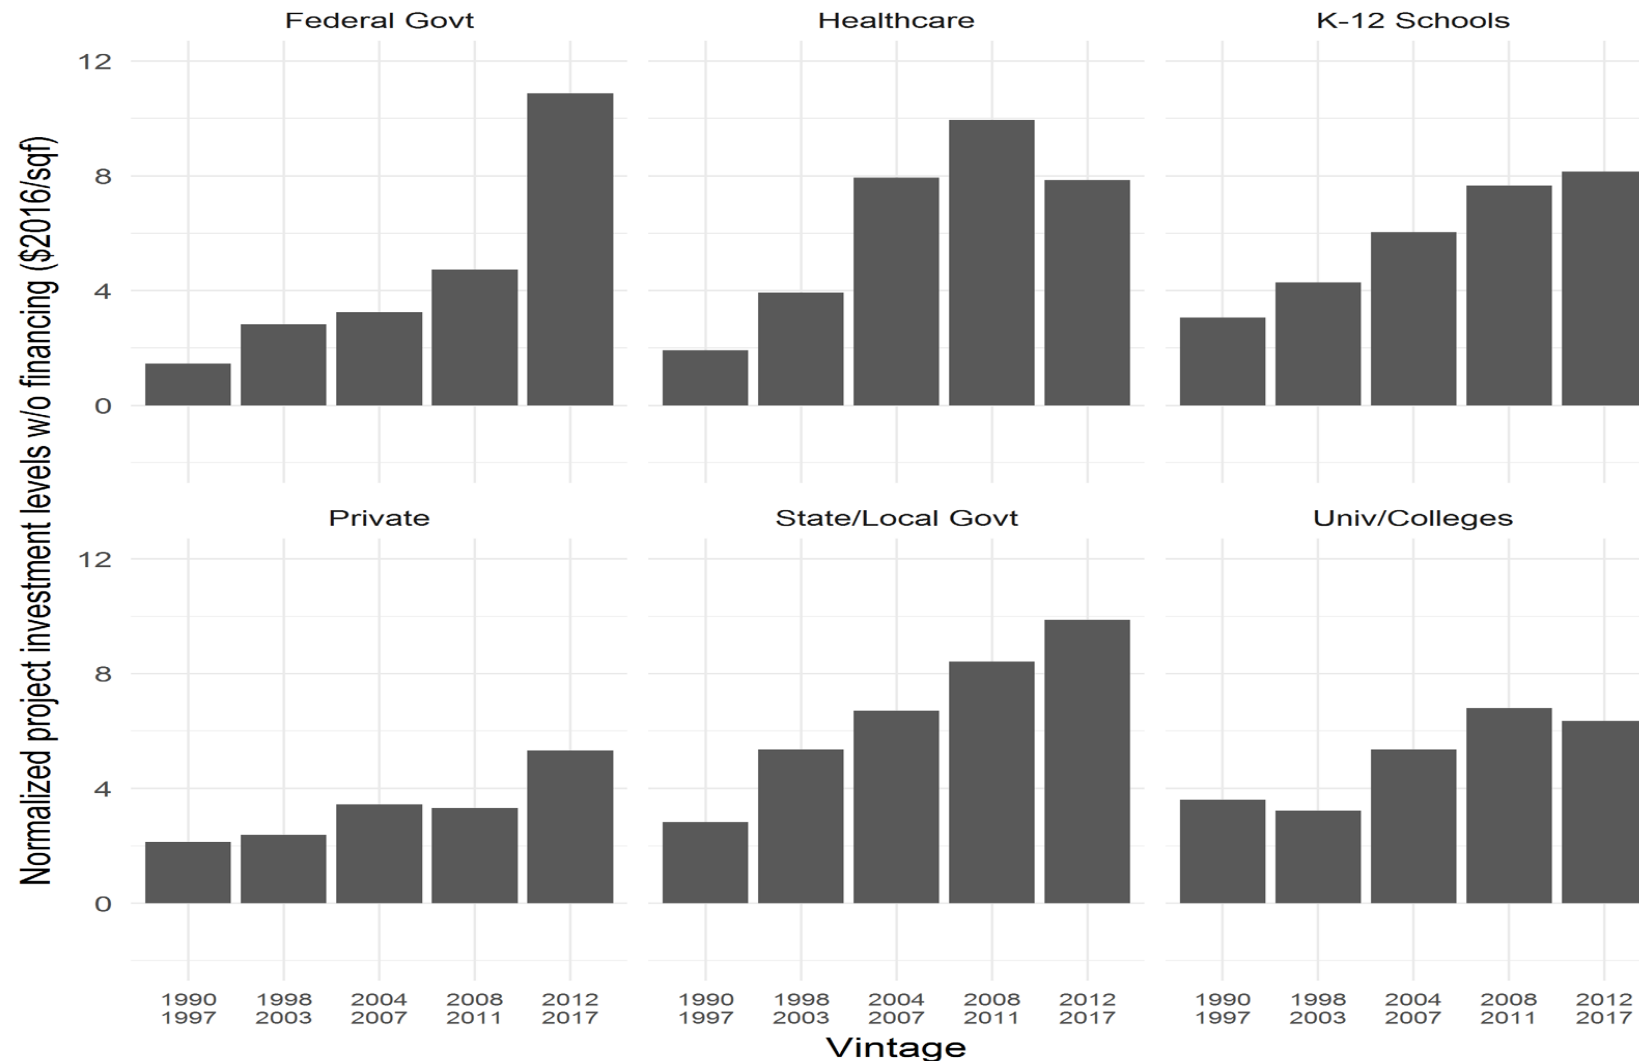 Federal Govt
Healthcare
K-12 Schools
12
8
4
0
Normalized project investment levels w/o financing ($2016/sqf)
Private
State/Local Govt
Univ/Colleges
12
8
4
0
1990 1998 2004 2008 2012
1997 2003 2007 2011 2017
1990 1998 2004 2008 2012
1997 2003 2007 2011 2017
1990 1998 2004 2008 2012
1997 2003 2007 2011 2017
Vintage